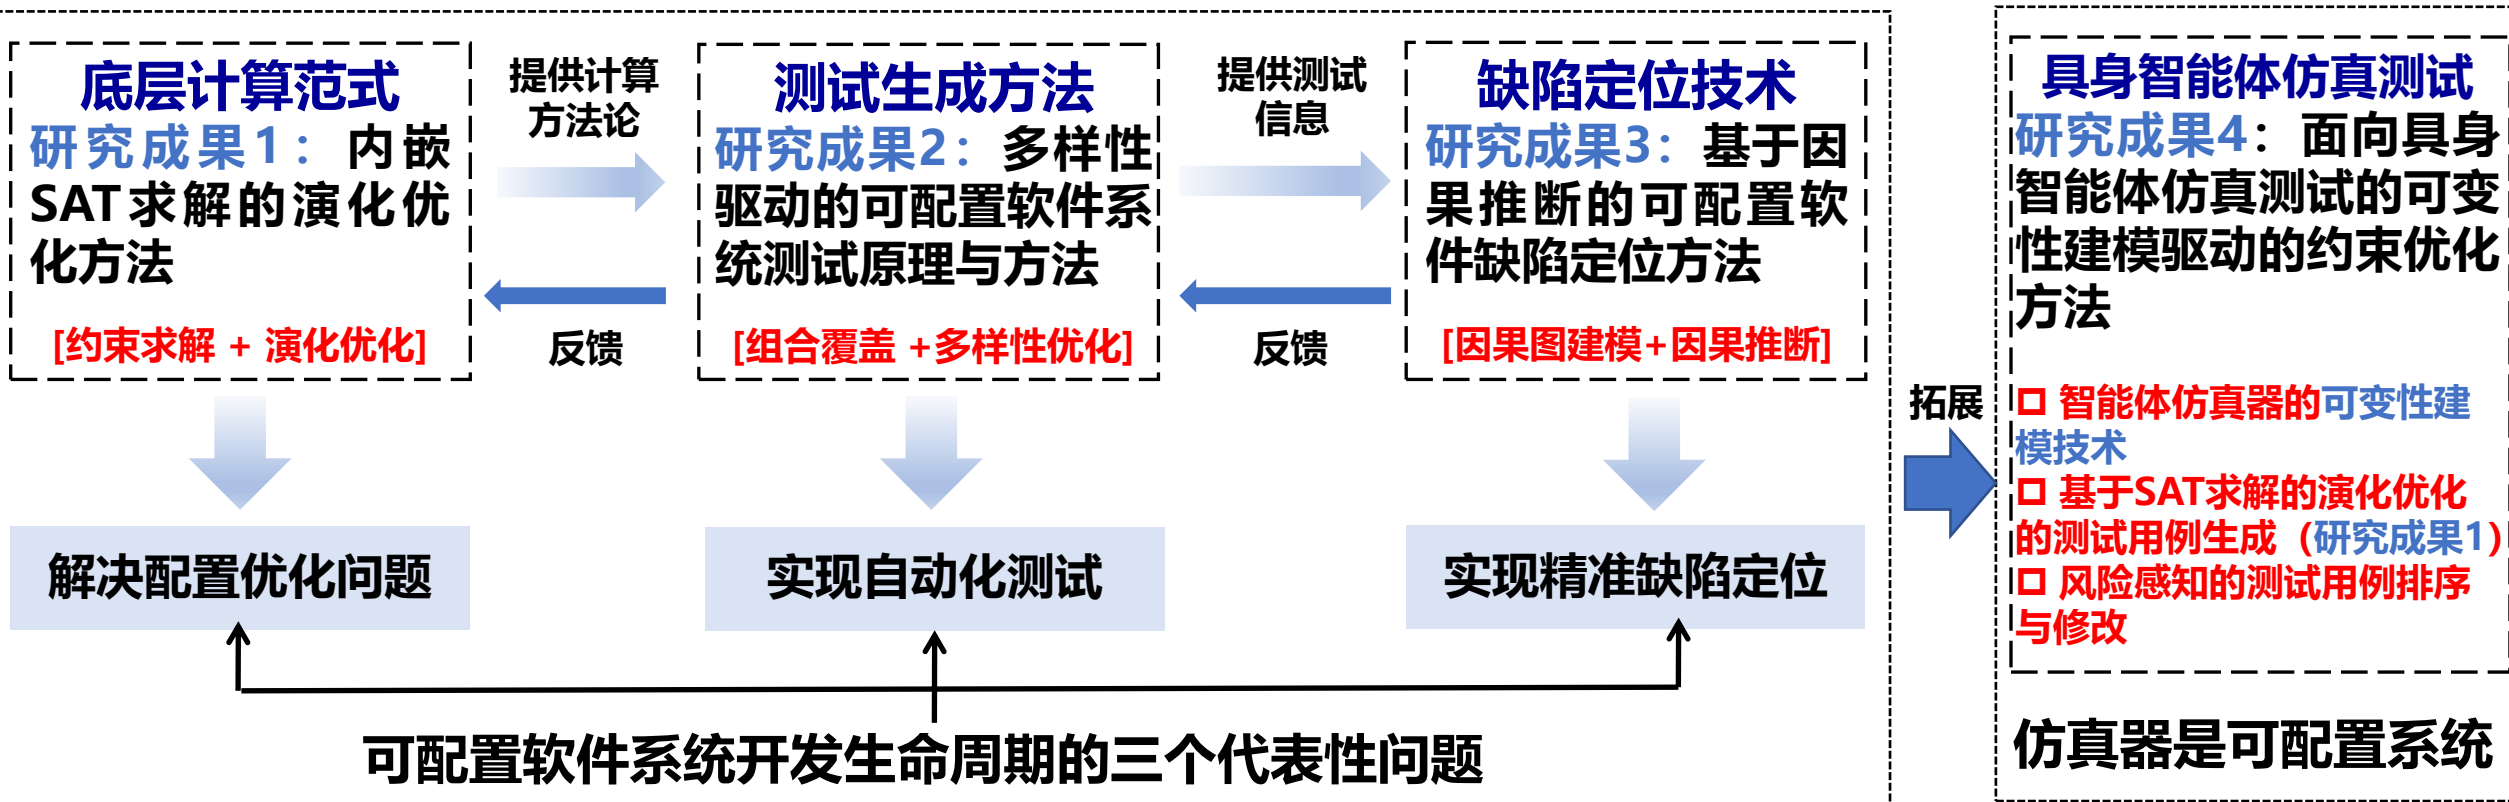 底层计算范式
研究成果1：内嵌
SAT求解的演化优
化方法
[约束求解 + 演化优化]
提供计算
方法论
反馈
测试生成方法
研究成果2：多样性
驱动的可配置软件系
统测试原理与方法
[组合覆盖 +多样性优化]
提供测试
信息
反馈
缺陷定位技术
研究成果3：基于因
果推断的可配置软
件缺陷定位方法
[因果图建模+因果推断]
解决配置优化问题
实现自动化测试
实现精准缺陷定位
可配置软件系统开发生命周期的三个代表性问题
拓展
具身智能体仿真测试
研究成果4：面向具身
智能体仿真测试的可变
性建模驱动的约束优化
方法
智能体仿真器的可变性建
模技术
基于SAT求解的演化优化
的测试用例生成（研究成果1）
风险感知的测试用例排序
与修改
仿真器是可配置系统